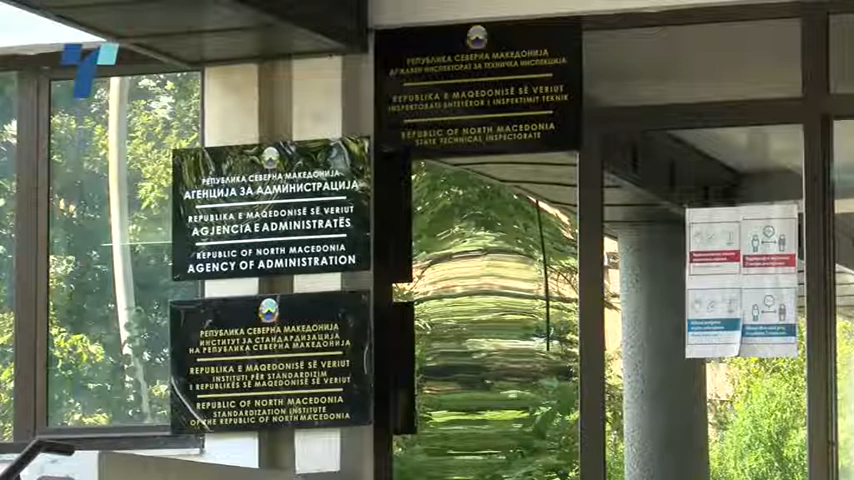 РЕПУБЛИКА СЕВЕРНА МАКЕДОНИЈА
ДРЖАВЕН ИНСПЕКТОРАТ ЗА ТЕХНИЧКА ИНСПЕКЦИЈА
REPUBLIKA E MAQEDONISË SË VERIUT
INSPEKTORATI SHTETËROR I INSPEKTIMIT TEKNIK
REPUBLIC OF NORTH MACEDONIA
STATE TECHNICAL INSPECTORATE
РЕПУБЛИКА СЕВЕРНА МАКЕДОНИЈА
АГЕНЦИЈА ЗА АДМИНИСТРАЦИЈА
REPUBLIKA E MAQEDONISË SË VERIUT
AGJENCIA E ADMINISTRATËS
REPUBLIC OF NORTH MACEDONIA
AGENCY OF ADMINISTRATION
РЕПУБЛИКА СЕВЕРНА МАКЕДОНИЈА
ИНСТИТУТ ЗА СТАНДАРДИЗАЦИЈА
НА РЕПУБЛИКА СЕВЕРНА МАКЕДОНИЈА
REPUBLIKA E MAQEDONISË SË VERIUT
INSTITUTI PËR STANDARDIZIM
I REPUBLIKËS SË MAQEDONISË SË VERIUT
REPUBLIC OF NORTH MACEDONIA
STANDARDIZATION INSTITUTE
OF THE REPUBLIC OF NORTH MACEDONIA